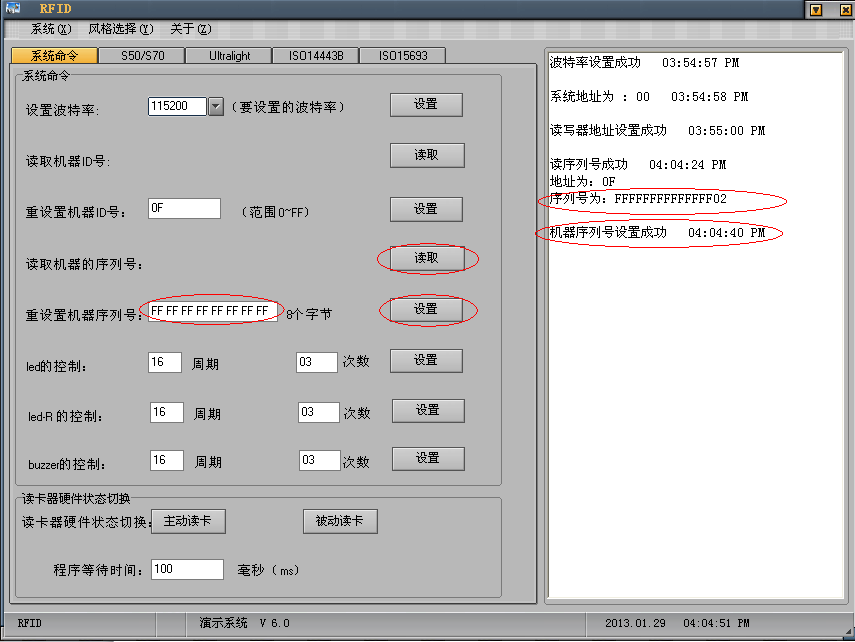 RFID
系统(X) 风格选择(Y) 关于(Z)
系统命令 S50/S70 Ultralight ISO14443B ISO15693
系统命令
设置波特率: 115200 (要设置的波特率) 设置
读取机器ID号: 读取
重设置机器ID号: 0F (范围0~FF) 设置
读取机器的序列号: 读取
重设置机器序列号: FF FF FF FF FF FF FF FF 8个字节 设置
led的控制: 16 周期 03 次数 设置
led-R 的控制: 16 周期 03 次数 设置
buzzer的控制: 16 周期 03 次数 设置
读卡器硬件状态切换
读卡器硬件状态切换: 主动读卡 被动读卡
程序等待时间: 100 毫秒(ms)
波特率设置成功 03:54:57 PM
系统地址为 : 00 03:54:58 PM
读写器地址设置成功 03:55:00 PM
读序列号成功 04:04:24 PM
地址为: 0F
序列号为: FFFFFFFFFFFFFF02
机器序列号设置成功 04:04:40 PM
RFID 演示系统 V 6.0 2013.01.29 04:04:51 PM